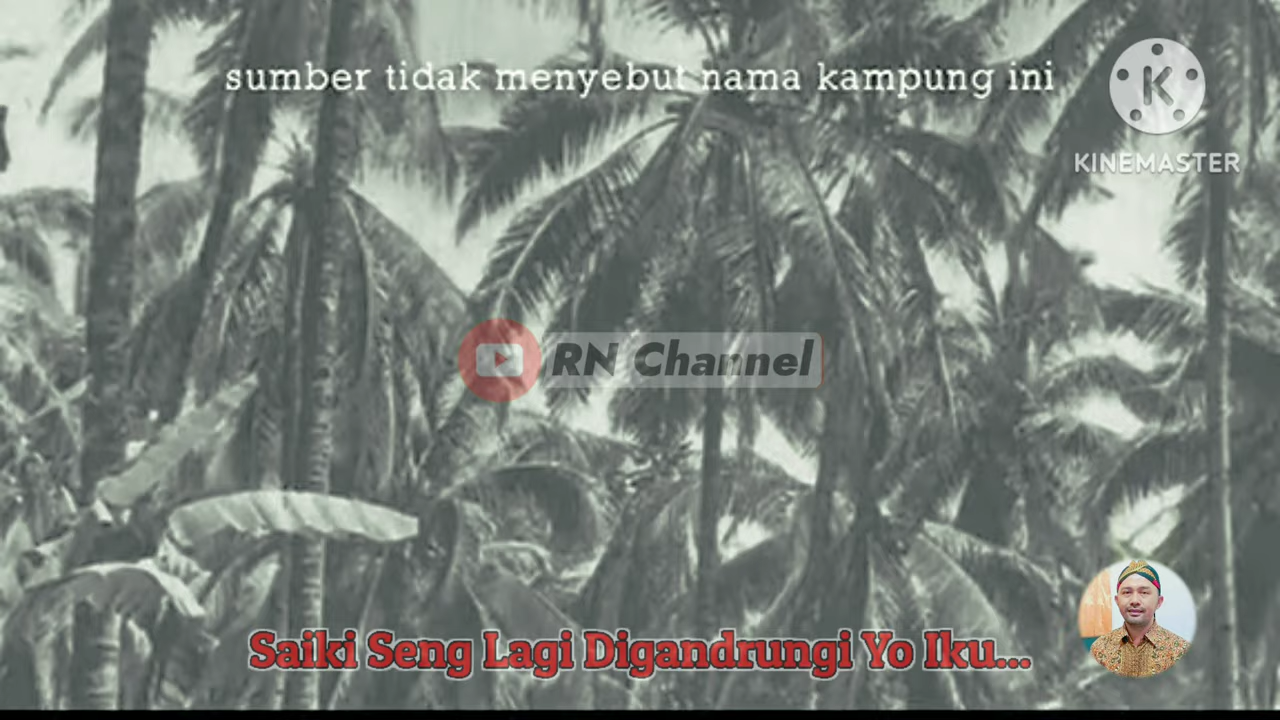 sumber tidak menyebut nama kampung ini
K
KINEMASTER
RN Channel
Saiki Seng Lagi Digandrungi Yo Iku...